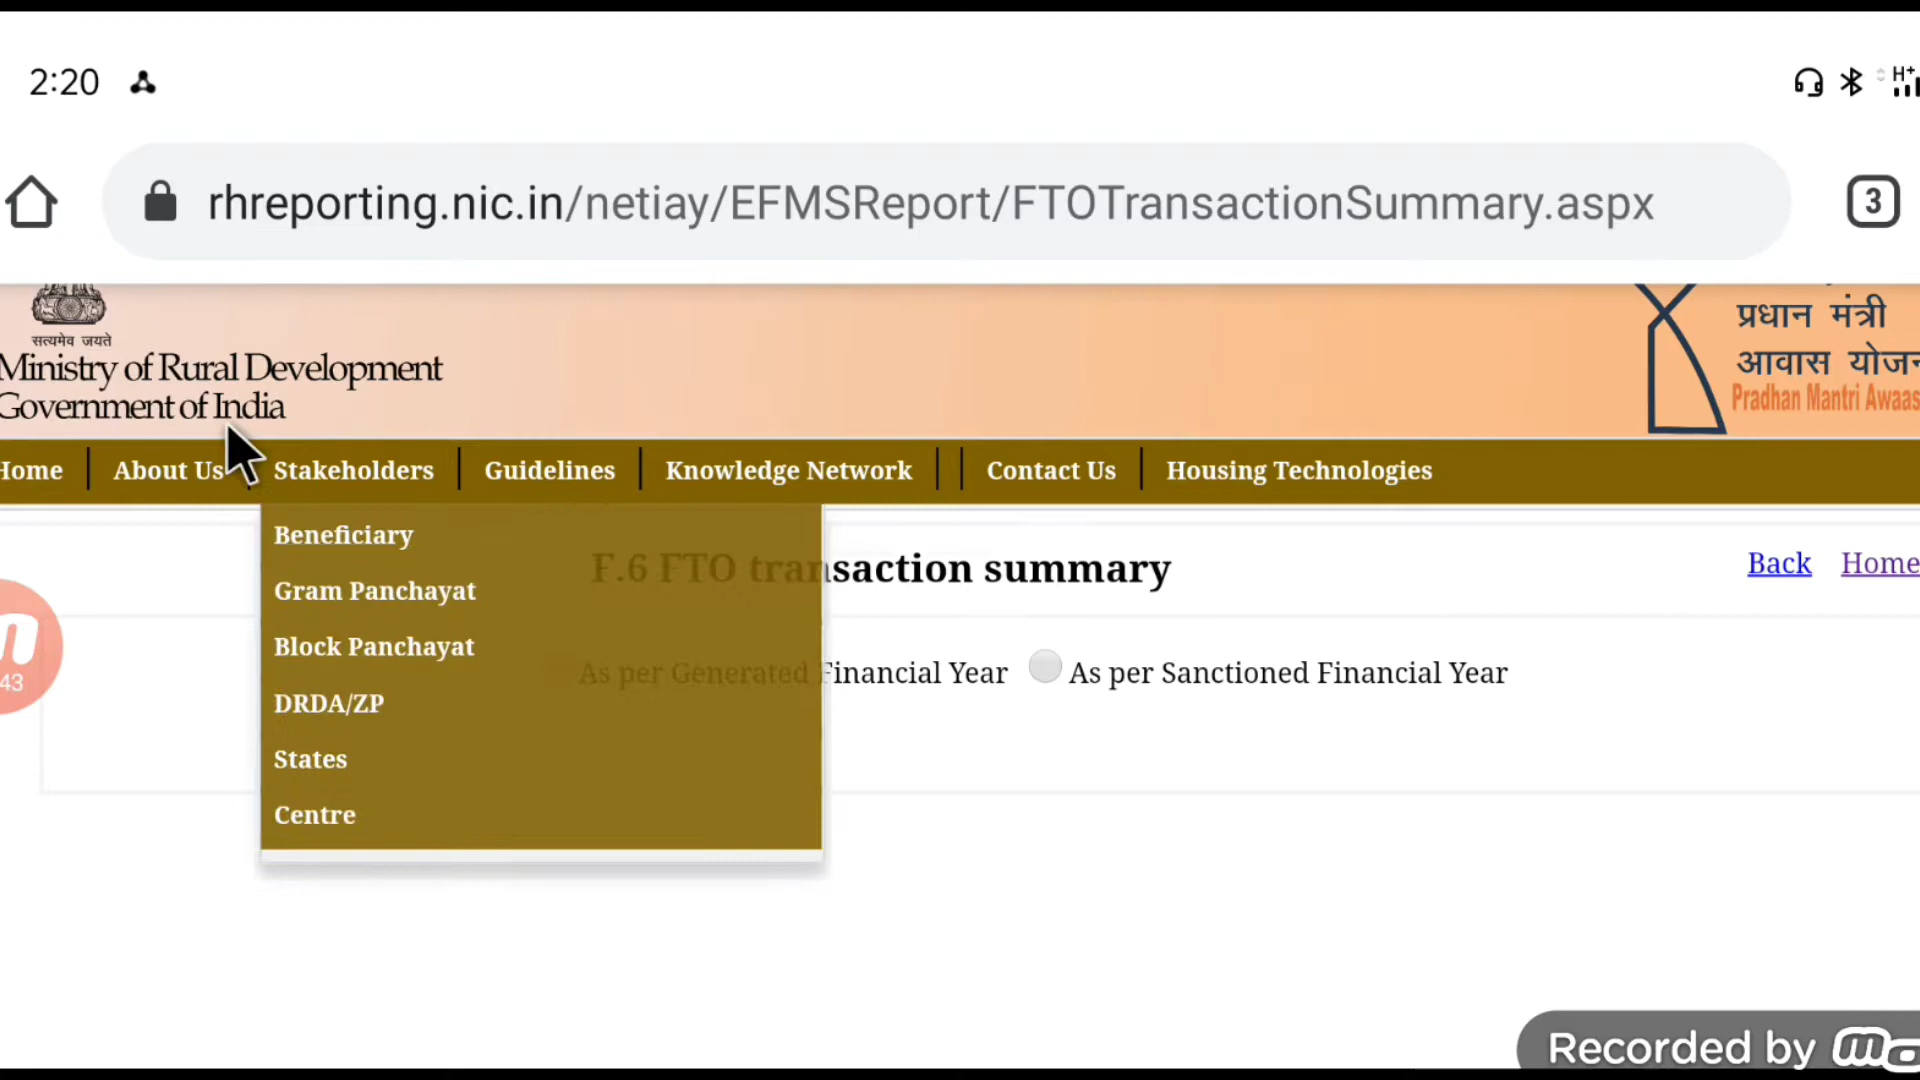 2:20
H+
rhreporting.nic.in/netiay/EFMSReport/FTOTransactionSummary.aspx
3
सत्यमेव जयते
Ministry of Rural Development
Government of India
प्रधान मंत्री
आवास
Pradhan Mantri Awaas
Home
About Us
Stakeholders
Guidelines
Knowledge Network
Contact Us
Housing Technologies
Beneficiary
Gram Panchayat
Block Panchayat
DRDA/ZP
States
Centre
F.6 FTO transaction summary
Back
Home
As per Generated Financial Year
As per Sanctioned Financial Year
43
Recorded by